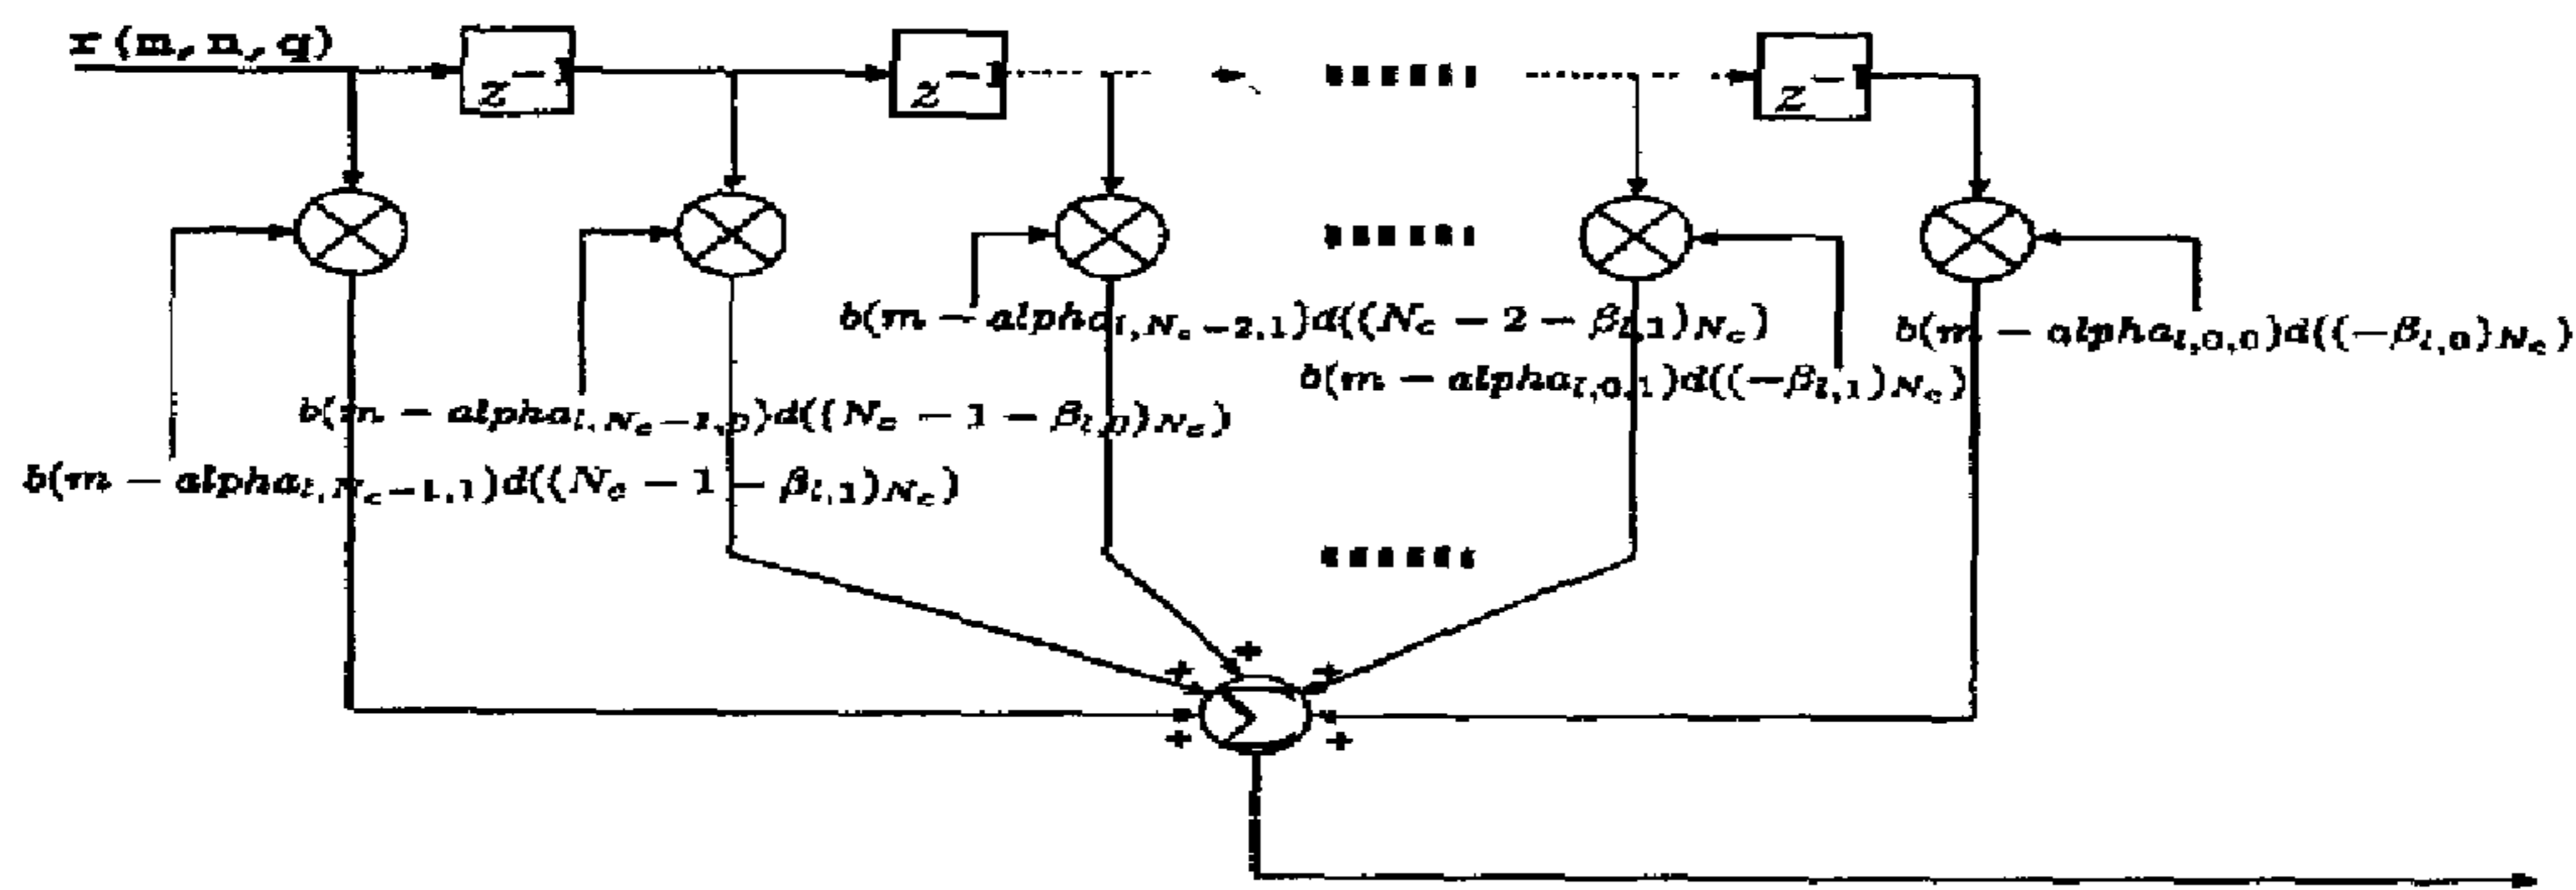 r(m,n,q)
z⁻¹
z⁻¹
z⁻¹
b(m − alpha_{l,N_c−2,1})d((N_c − 2 − β_{l,1})_{N_c})
b(m − alpha_{l,0,0})d((−β_{l,0})_{N_c})
b(m − alpha_{l,0,1})d((−β_{l,1})_{N_c})
b(m − alpha_{l,N_c−1,0})d((N_c − 1 − β_{l,0})_{N_c})
b(m − alpha_{l,N_c−1,1})d((N_c − 1 − β_{l,1})_{N_c})
+ + +
Σ
+ +